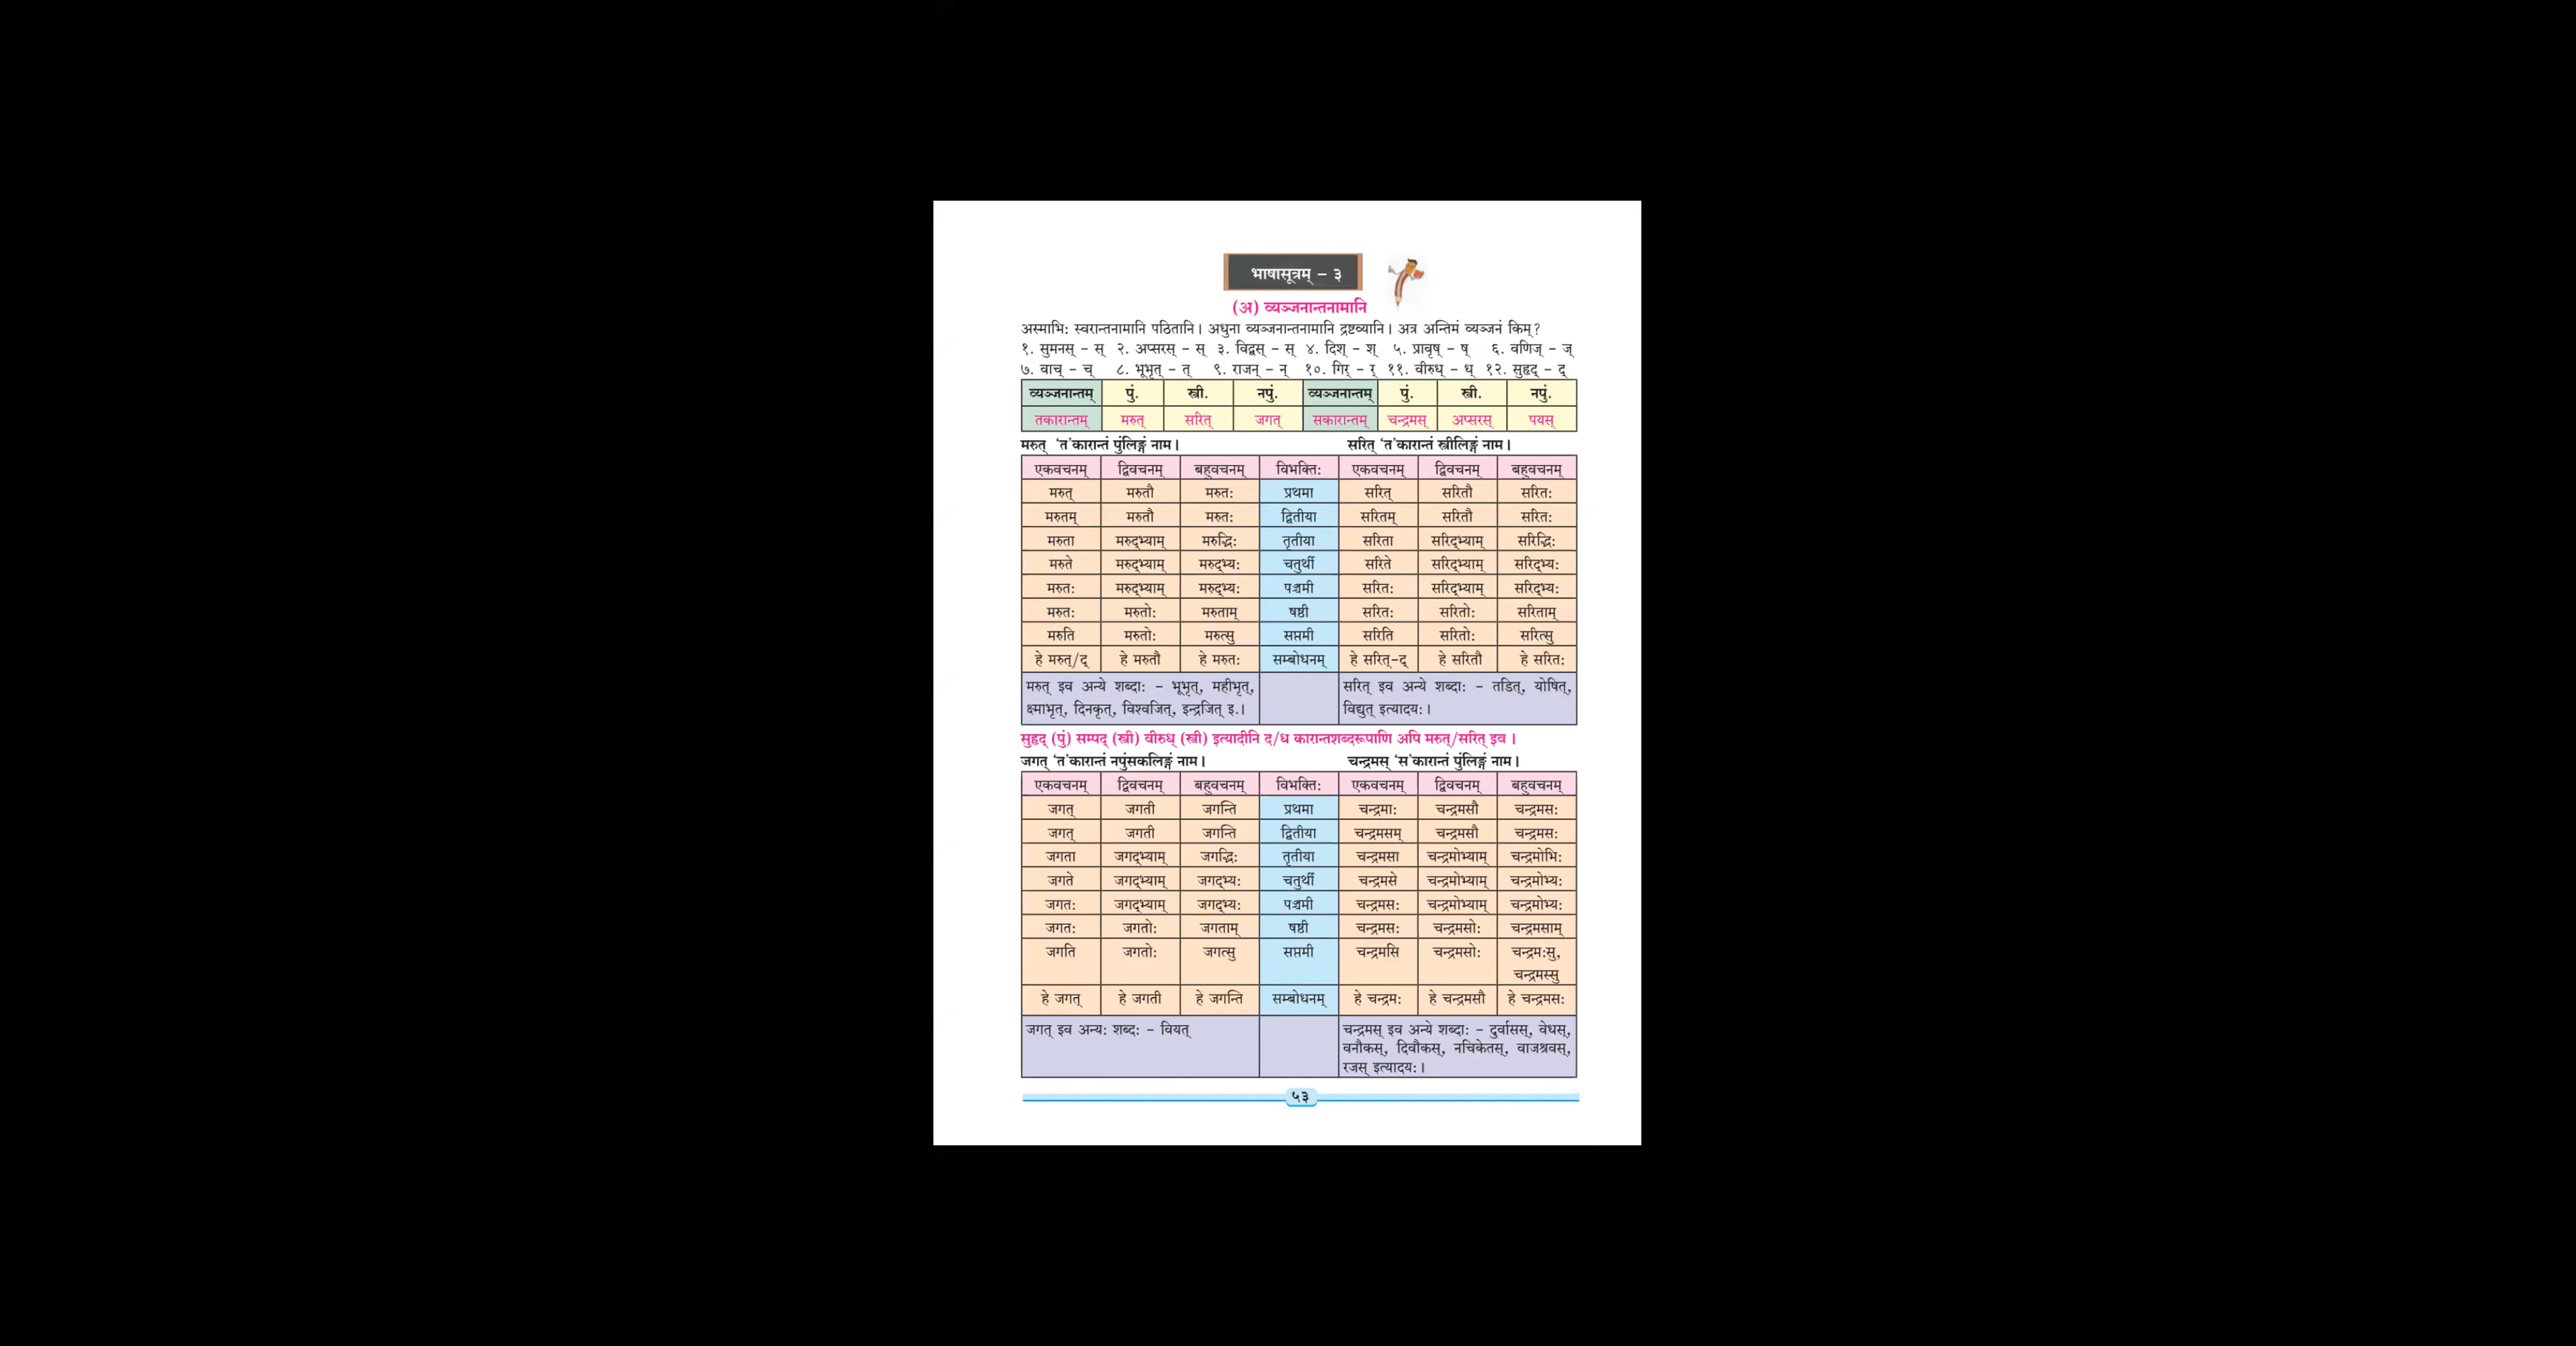 भाषासूत्रम् – ३
(अ) व्यञ्जनान्तनामानि
अस्माभिः स्वरान्तनामानि पठितानि। अधुना व्यञ्जनान्तनामानि द्रष्टव्यानि। अत्र अन्तिमं व्यञ्जनं किम्?
१. सुमनस् – स् २. अप्सरस् – स् ३. विद्वस् – स् ४. दिश् – श् ५. प्रावृष् – ष् ६. वणिज् – ज्
७. वाच् – च् ८. भूभृत् – त् ९. राजन् – न् १०. गिर् – र् ११. वीरुध् – ध् १२. सुहृद् – द्
व्यञ्जनान्तम् पुं. स्त्री. नपुं. व्यञ्जनान्तम् पुं. स्त्री. नपुं.
तकारान्तम् मरुत् सरित् जगत् सकारान्तम् चन्द्रमस् अप्सरस् पयस्
मरुत् ‘त’कारान्तं पुंलिङ्गं नाम। सरित् ‘त’कारान्तं स्त्रीलिङ्गं नाम।
एकवचनम् द्विवचनम् बहुवचनम् विभक्तिः एकवचनम् द्विवचनम् बहुवचनम्
मरुत् मरुतौ मरुतः प्रथमा सरित् सरितौ सरितः
मरुतम् मरुतौ मरुतः द्वितीया सरितम् सरितौ सरितः
मरुता मरुद्भ्याम् मरुद्भिः तृतीया सरिता सरिद्भ्याम् सरिद्भिः
मरुते मरुद्भ्याम् मरुद्भ्यः चतुर्थी सरिते सरिद्भ्याम् सरिद्भ्यः
मरुतः मरुद्भ्याम् मरुद्भ्यः पञ्चमी सरितः सरिद्भ्याम् सरिद्भ्यः
मरुतः मरुतोः मरुताम् षष्ठी सरितः सरितोः सरिताम्
मरुति मरुतोः मरुत्सु सप्तमी सरिति सरितोः सरित्सु
हे मरुत्/द् हे मरुतौ हे मरुतः सम्बोधनम् हे सरित्-द् हे सरितौ हे सरितः
मरुत् इव अन्ये शब्दाः – भूभृत्, महीभृत्,
क्ष्माभृत्, दिनकृत्, विश्वजित्, इन्द्रजित् इ.।
सरित् इव अन्ये शब्दाः – तडित्, योषित्,
विद्युत् इत्यादयः।
सुहृद् (पुं) सम्पद् (स्त्री) वीरुध् (स्त्री) इत्यादीनि द/ध कारान्तशब्दरूपाणि अपि मरुत्/सरित् इव।
जगत् ‘त’कारान्तं नपुंसकलिङ्गं नाम। चन्द्रमस् ‘स’कारान्तं पुंलिङ्गं नाम।
एकवचनम् द्विवचनम् बहुवचनम् विभक्तिः एकवचनम् द्विवचनम् बहुवचनम्
जगत् जगती जगन्ति प्रथमा चन्द्रमाः चन्द्रमसौ चन्द्रमसः
जगत् जगती जगन्ति द्वितीया चन्द्रमसम् चन्द्रमसौ चन्द्रमसः
जगता जगद्भ्याम् जगद्भिः तृतीया चन्द्रमसा चन्द्रमोभ्याम् चन्द्रमोभिः
जगते जगद्भ्याम् जगद्भ्यः चतुर्थी चन्द्रमसे चन्द्रमोभ्याम् चन्द्रमोभ्यः
जगतः जगद्भ्याम् जगद्भ्यः पञ्चमी चन्द्रमसः चन्द्रमोभ्याम् चन्द्रमोभ्यः
जगतः जगतोः जगताम् षष्ठी चन्द्रमसः चन्द्रमसोः चन्द्रमसाम्
जगति जगतोः जगत्सु सप्तमी चन्द्रमसि चन्द्रमसोः चन्द्रमःसु,
चन्द्रमस्सु
हे जगत् हे जगती हे जगन्ति सम्बोधनम् हे चन्द्रमः हे चन्द्रमसौ हे चन्द्रमसः
जगत् इव अन्यः शब्दः – वियत्
चन्द्रमस् इव अन्ये शब्दाः – दुर्वासस्, वेधस्,
वनौकस्, दिवौकस्, नचिकेतस्, वाजश्रवस्,
रजस् इत्यादयः।
५३